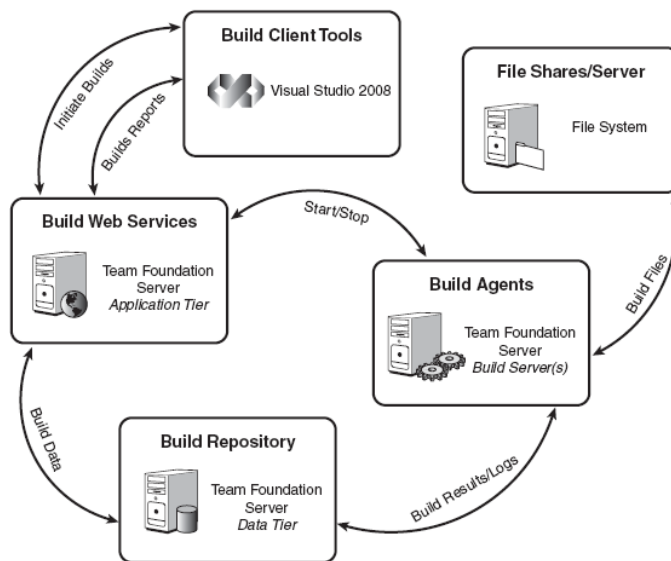 Build Client Tools
Visual Studio 2008
File Shares/Server
File System
Initiate Builds
Builds Reports
Build Web Services
Team Foundation
Server
Application Tier
Start/Stop
Build Agents
Team Foundation
Server
Build Server(s)
Build Files
Build Data
Build Repository
Team Foundation
Server
Data Tier
Build Results/Logs